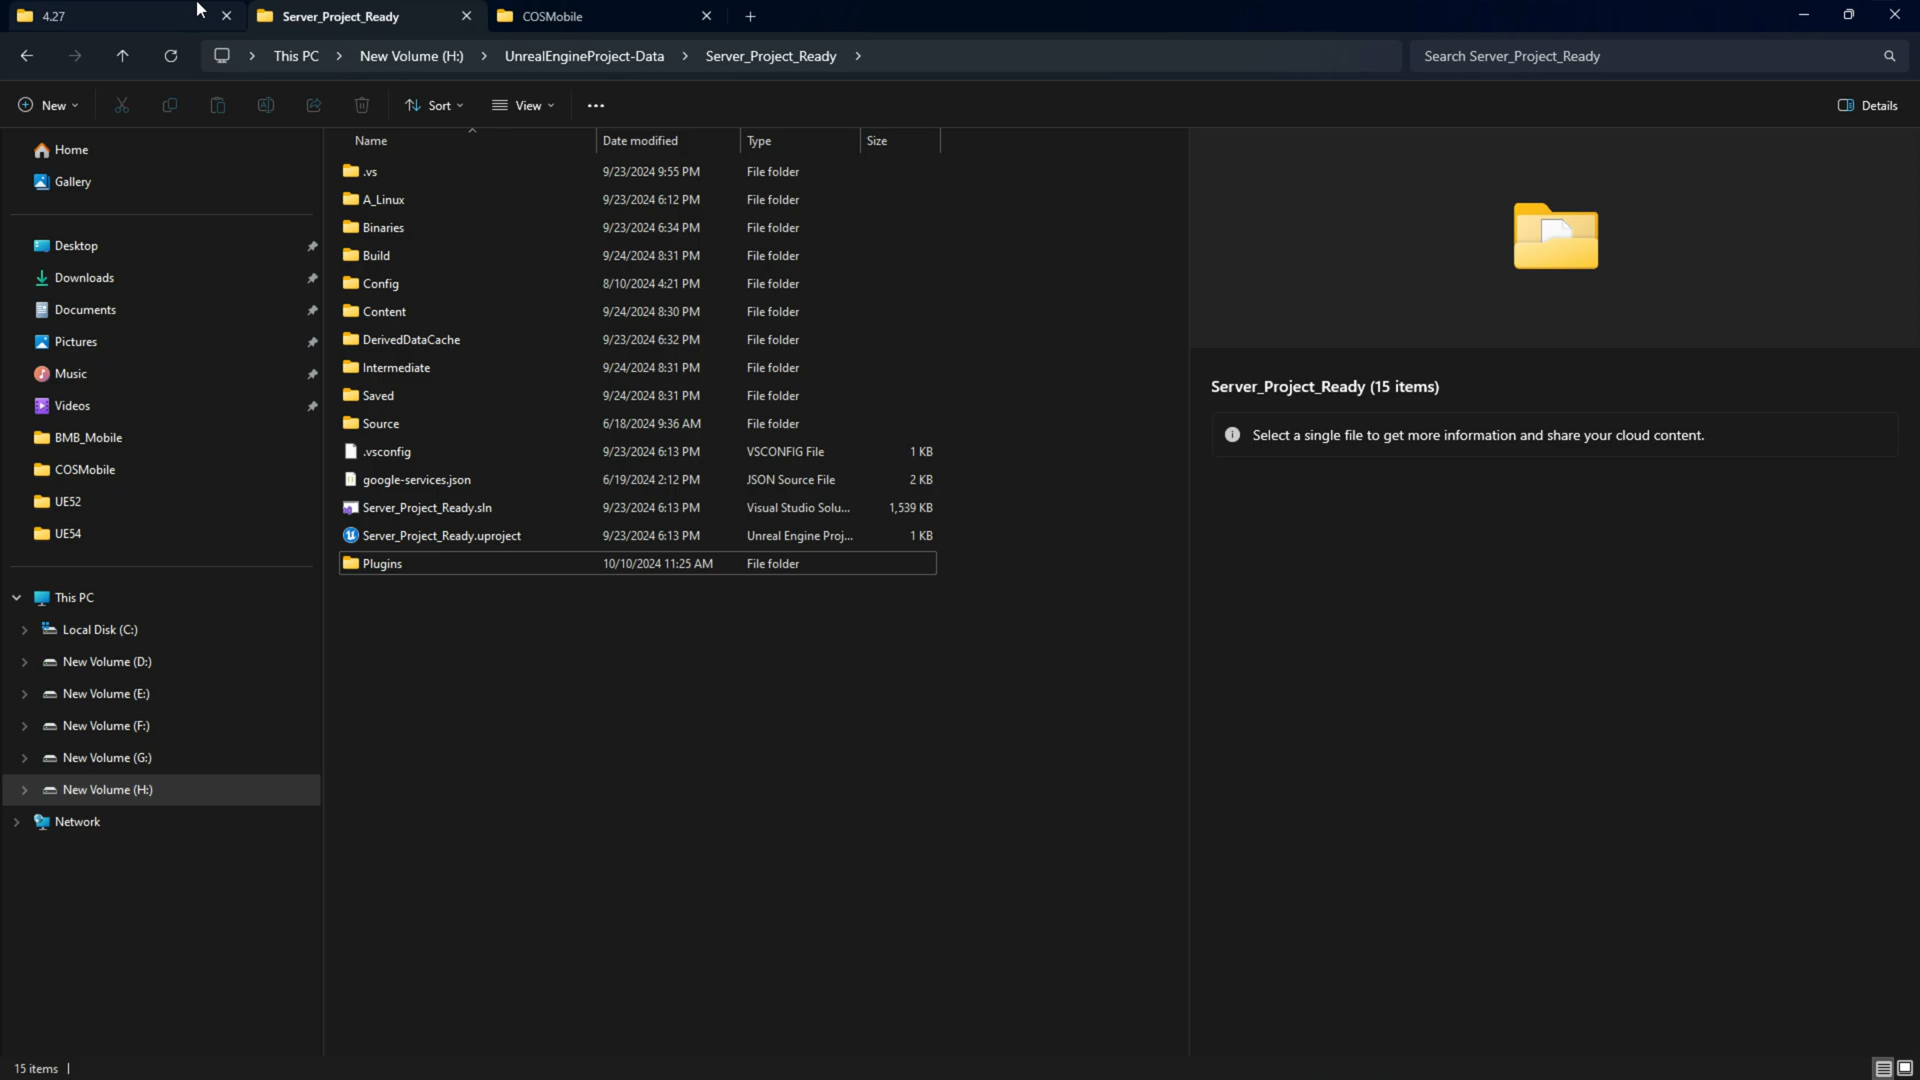 4.27
Server_Project_Ready
COSMobile
This PC > New Volume (H:) > UnrealEngineProject-Data > Server_Project_Ready >
Search Server_Project_Ready
New
Sort
View
Details
Home
Gallery
Desktop
Downloads
Documents
Pictures
Music
Videos
BMB_Mobile
COSMobile
UE52
UE54
This PC
Local Disk (C:)
New Volume (D:)
New Volume (E:)
New Volume (F:)
New Volume (G:)
New Volume (H:)
Network
Name Date modified Type Size
.vs 9/23/2024 9:55 PM File folder
A_Linux 9/23/2024 6:12 PM File folder
Binaries 9/23/2024 6:34 PM File folder
Build 9/24/2024 8:31 PM File folder
Config 8/10/2024 4:21 PM File folder
Content 9/24/2024 8:30 PM File folder
DerivedDataCache 9/23/2024 6:32 PM File folder
Intermediate 9/24/2024 8:31 PM File folder
Saved 9/24/2024 8:31 PM File folder
Source 6/18/2024 9:36 AM File folder
.vsconfig 9/23/2024 6:13 PM VSCONFIG File 1 KB
google-services.json 6/19/2024 2:12 PM JSON Source File 2 KB
Server_Project_Ready.sln 9/23/2024 6:13 PM Visual Studio Solu... 1,539 KB
Server_Project_Ready.uproject 9/23/2024 6:13 PM Unreal Engine Proj... 1 KB
Plugins 10/10/2024 11:25 AM File folder
Server_Project_Ready (15 items)
Select a single file to get more information and share your cloud content.
15 items